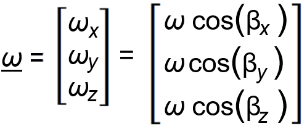 ω = [ωx ωy ωz] = [ω cos(βx) ω cos(βy) ω cos(βz)]